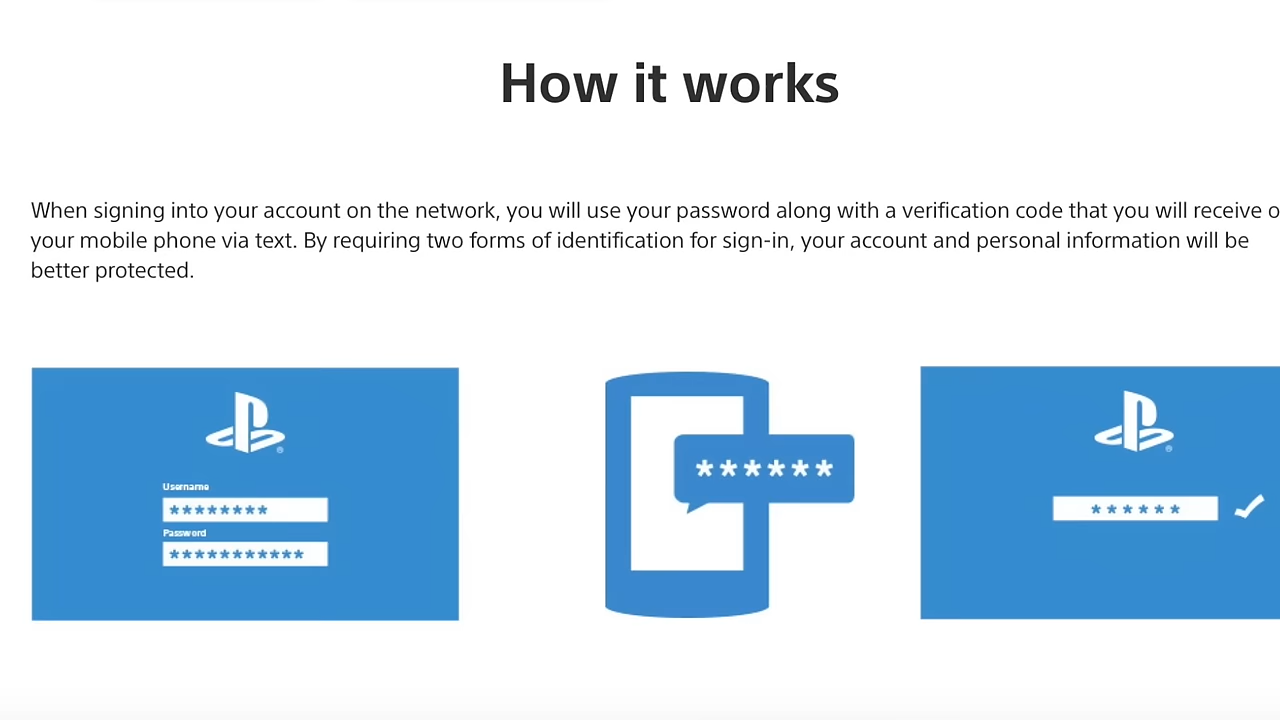 How it works
When signing into your account on the network, you will use your password along with a verification code that you will receive o
your mobile phone via text. By requiring two forms of identification for sign-in, your account and personal information will be
better protected.
Username
********
Password
***********
******
******